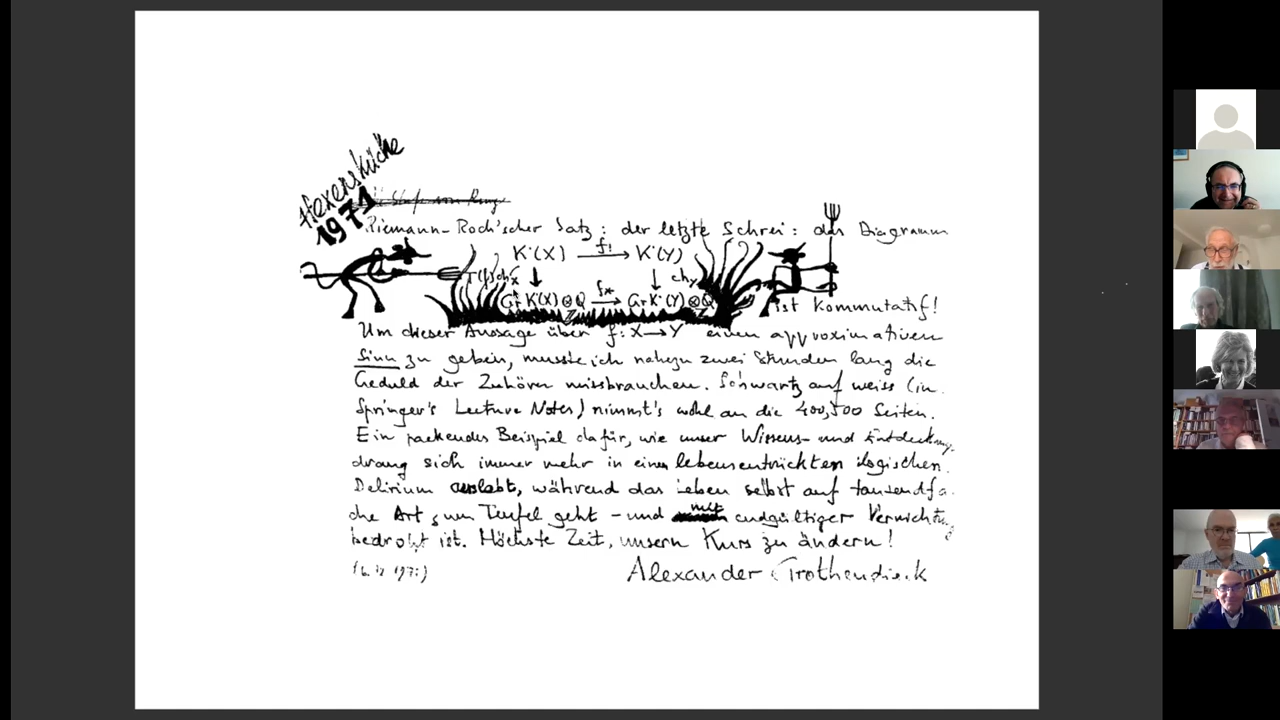 Hexenküche
1971
Riemann-Roch'scher Satz: der letzte Schrei: das Diagramm
K˙(X) f! → K˙(Y)
ch_Y
Gr K˙(X)⊗Q f* → Gr K˙(Y)⊗Q
ist kommutatif!
Um dieser Aussage über f: X→Y einen approximativen
Sinn zu geben, musste ich nahezu zwei Stunden lang die
Geduld der Zuhörer missbrauchen. Schwartz auf weiss (in
Springer's Lecture Notes) nimmt's wohl an die 400,500 Seiten.
Ein packendes Beispiel dafür, wie unser Wissens- und Entdeckungs-
drang sich immer mehr in einem lebensentrückten logischen
Delirium auslebt, während das Leben selbst auf tausendfa-
che Art zum Teufel geht - und mit endgültiger Vernichtung
bedroht ist. Höchste Zeit, unsern Kurs zu ändern!
Alexander Grothendieck